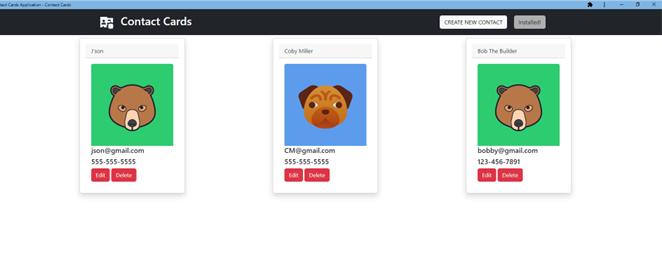 Contact Cards Application - Contact Cards
Contact Cards
CREATE NEW CONTACT
Installed!
J'son
json@gmail.com
555-555-5555
Edit Delete
Coby Miller
CM@gmail.com
555-555-5555
Edit Delete
Bob The Builder
bobby@gmail.com
123-456-7891
Edit Delete